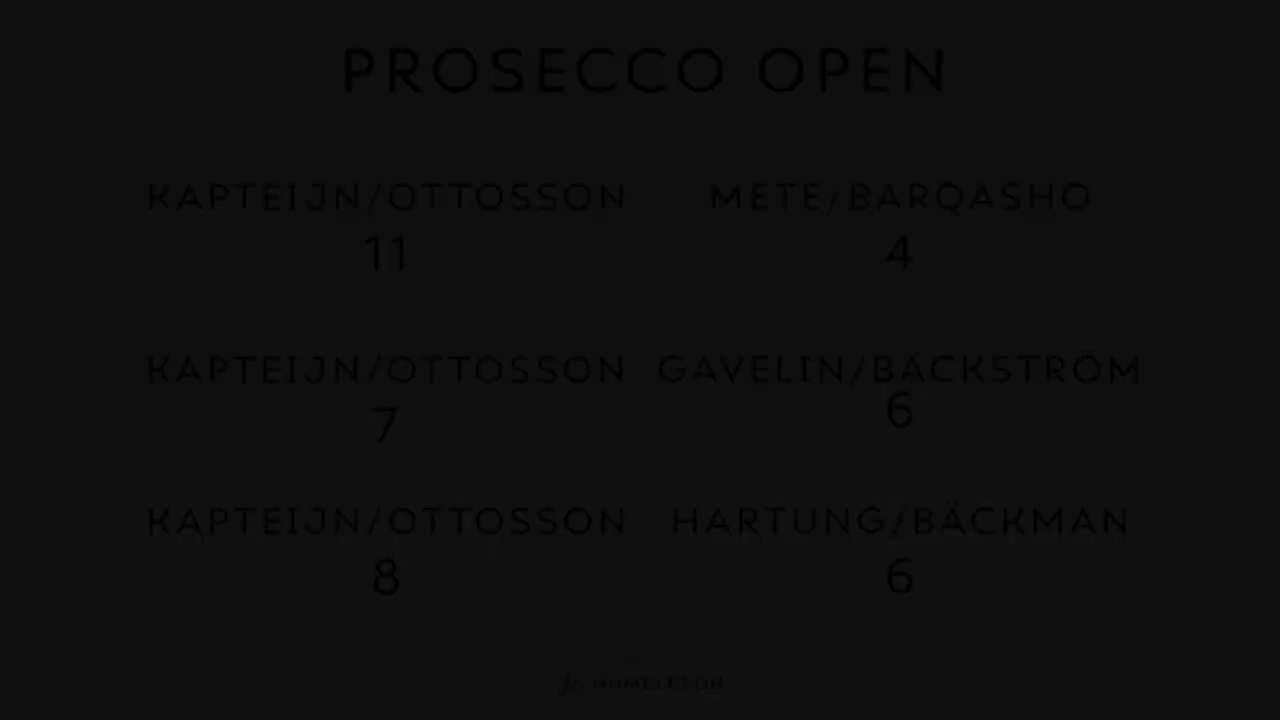 PROSECCO OPEN
KAPTEIJN/OTTOSSON METE/BARQASHO
11 4
KAPTEIJN/OTTOSSON GAVELIN/BÄCKSTRÖM
7 6
KAPTEIJN/OTTOSSON HARTUNG/BÄCKMAN
8 6